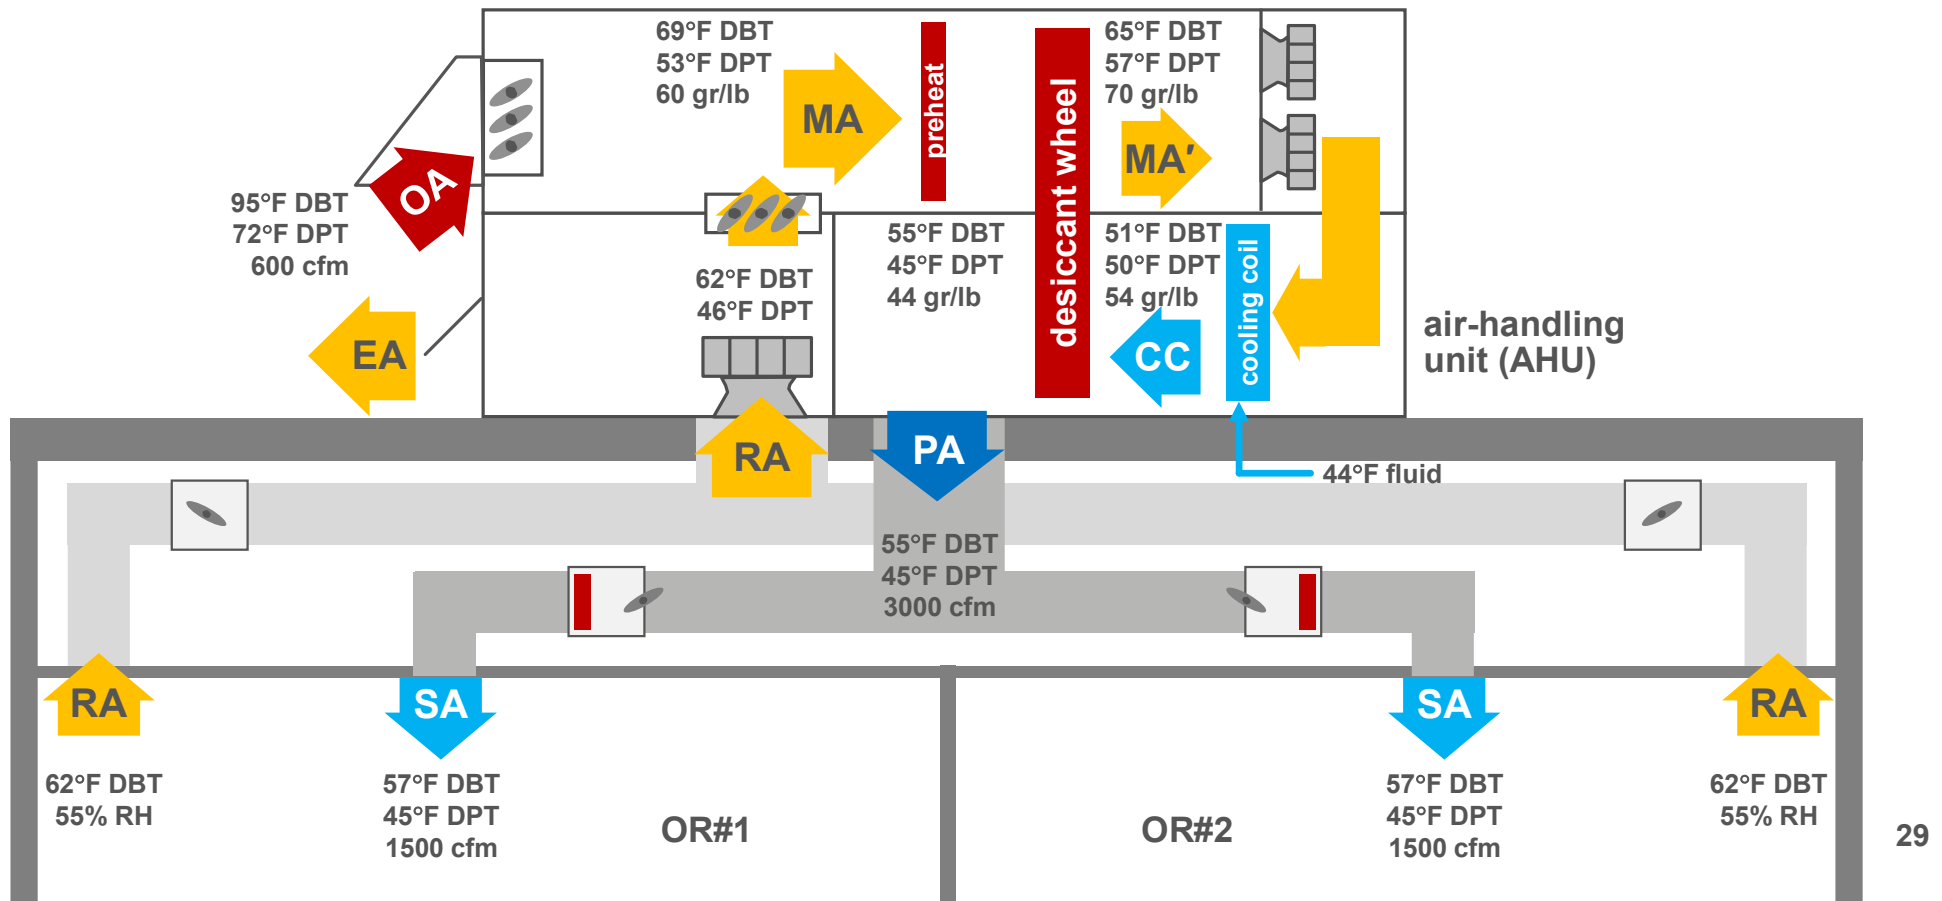 69°F DBT
53°F DPT
60 gr/lb
MA
preheat
desiccant wheel
65°F DBT
57°F DPT
70 gr/lb
MA′
OA
95°F DBT
72°F DPT
600 cfm
EA
62°F DBT
46°F DPT
RA
55°F DBT
45°F DPT
44 gr/lb
51°F DBT
50°F DPT
54 gr/lb
CC
cooling coil
air-handling
unit (AHU)
PA
44°F fluid
55°F DBT
45°F DPT
3000 cfm
RA
62°F DBT
55% RH
SA
57°F DBT
45°F DPT
1500 cfm
OR#1
OR#2
SA
57°F DBT
45°F DPT
1500 cfm
RA
62°F DBT
55% RH
29